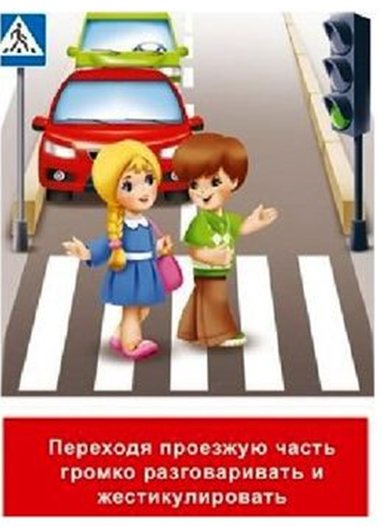 Переходя проезжую часть
громко разговаривать и
жестикулировать